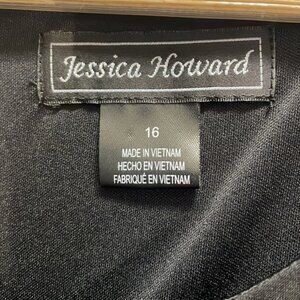 Jessica Howard
16
MADE IN VIETNAM
HECHO EN VIETNAM
FABRIQUÉ EN VIETNAM